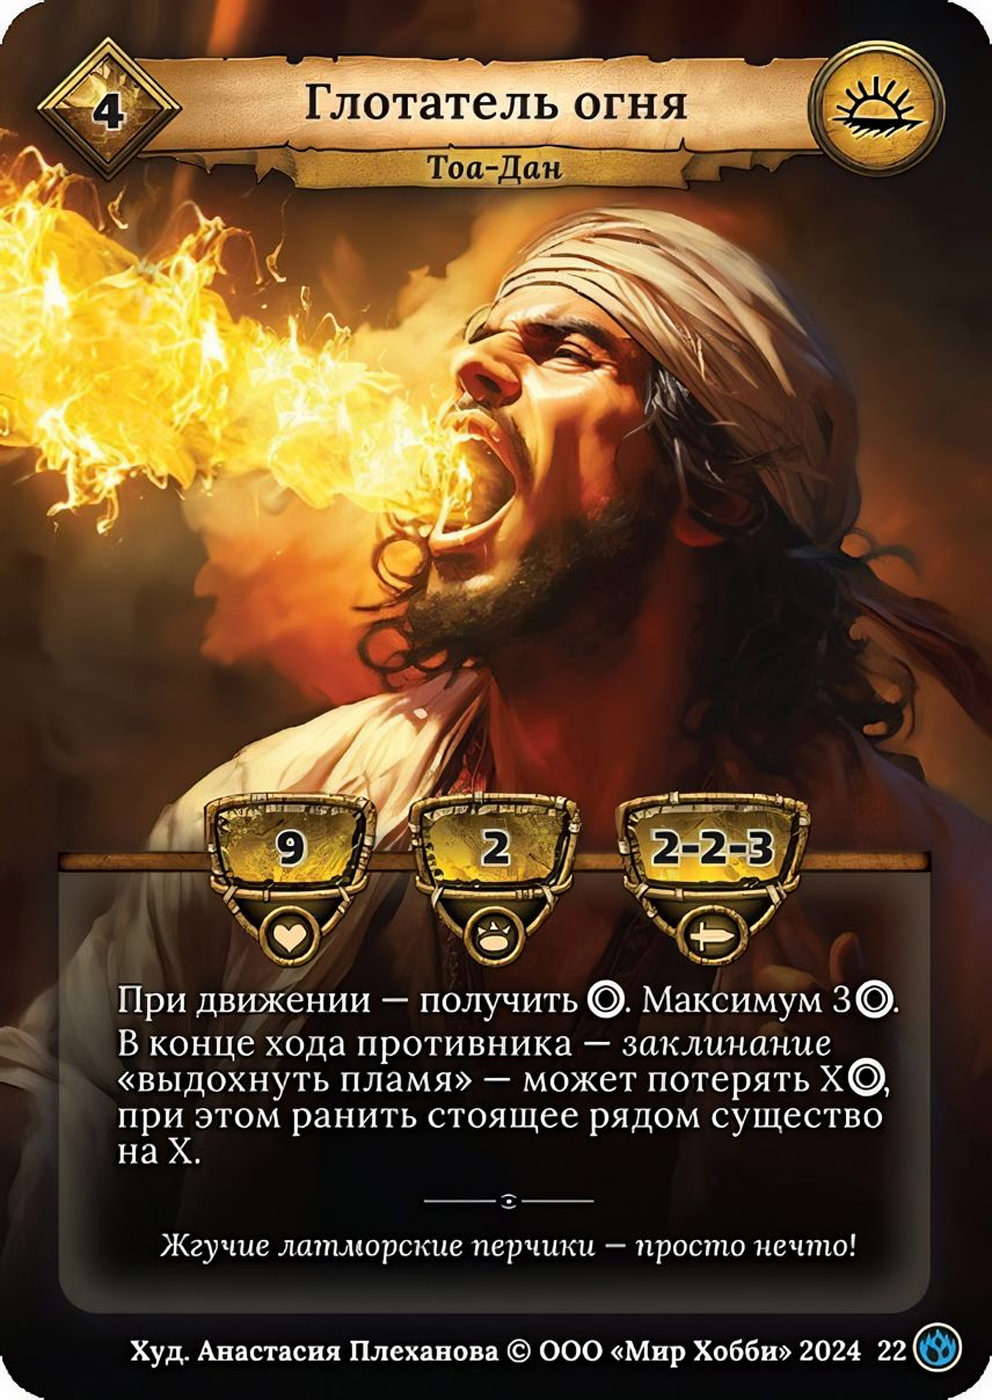 4
Глотатель огня
Тоа-Дан
9
2
2-2-3
При движении — получить. Максимум 3.
В конце хода противника — заклинание
«выдохнуть пламя» — может потерять X,
при этом ранить стоящее рядом существо
на X.
Жгучие латморские перчики — просто нечто!
Худ. Анастасия Плеханова © ООО «Мир Хобби» 2024 22